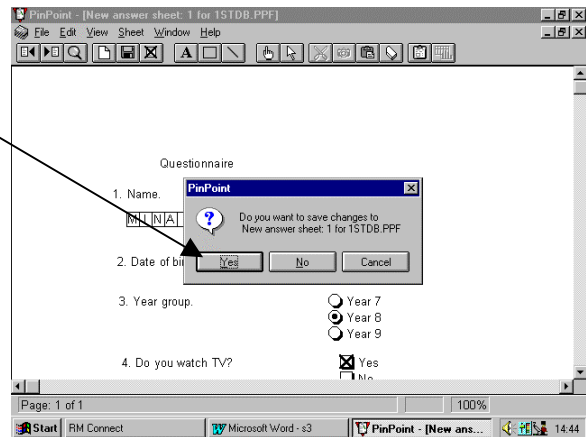 PinPoint - [New answer sheet: 1 for 1STDB.PPF]
File Edit View Sheet Window Help
A
Questionnaire
1. Name.
M I N A
PinPoint
Do you want to save changes to
New answer sheet: 1 for 1STDB.PPF
Yes No Cancel
2. Date of bi
3. Year group.
Year 7
Year 8
Year 9
4. Do you watch TV?
Yes
No
Page: 1 of 1
100%
Start RM Connect Microsoft Word - s3 PinPoint - [New ans... 14:44